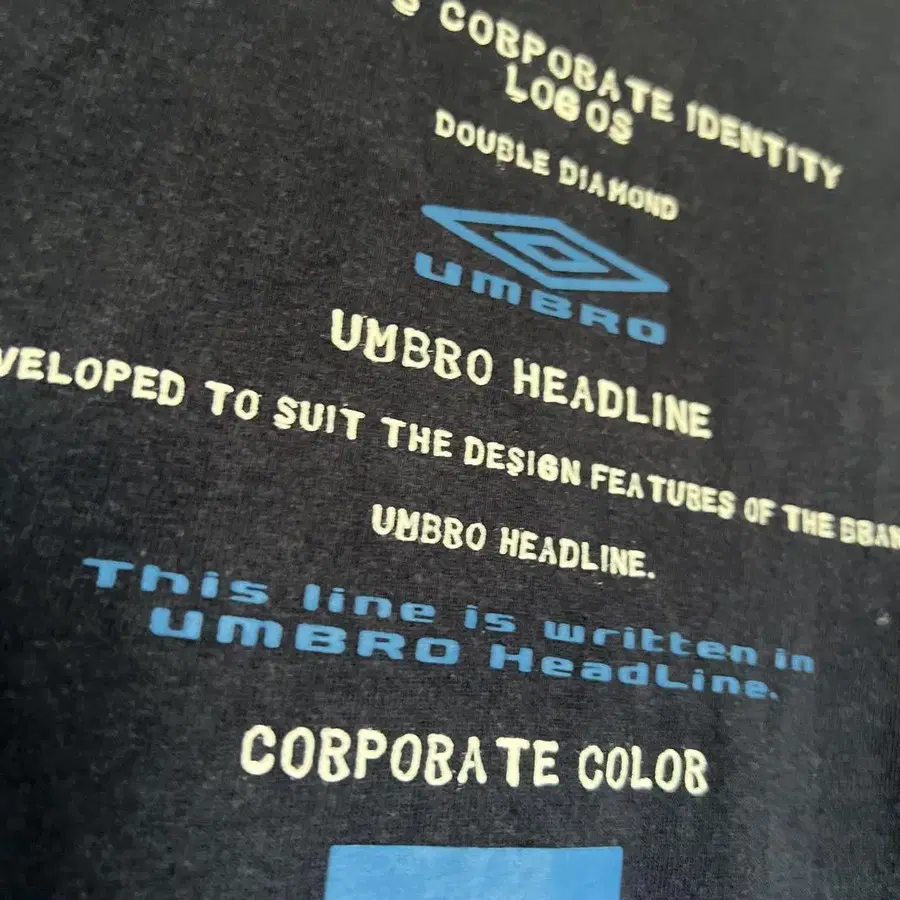 S CORPORATE IDENTITY
LOGOS
DOUBLE DIAMOND
UMBRO
UMBRO HEADLINE
VELOPED TO SUIT THE DESIGN FEATURES OF THE BRAN
UMBRO HEADLINE.
This line is written in
UMBRO HeadLine.
CORPORATE COLOR